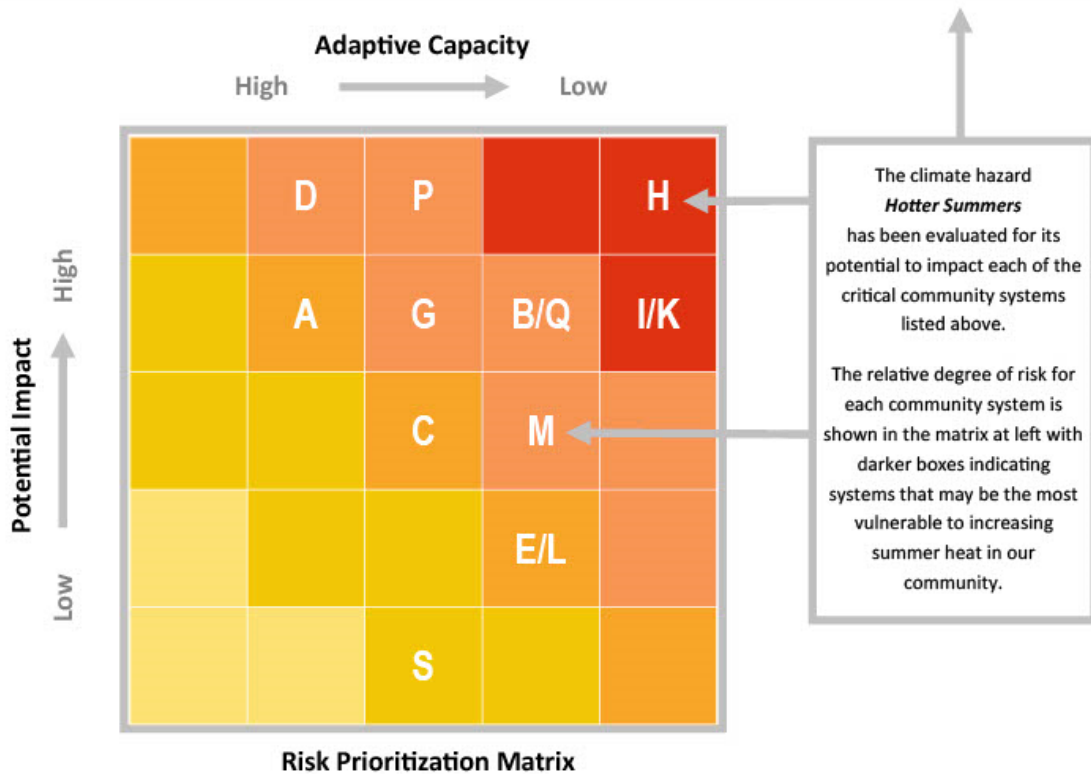 Adaptive Capacity
High Low
The climate hazard
Hotter Summers
has been evaluated for its
potential to impact each of the
critical community systems
listed above.
The relative degree of risk for
each community system is
shown in the matrix at left with
darker boxes indicating
systems that may be the most
vulnerable to increasing
summer heat in our
community.
Potential Impact
High
Low
D P H
A G B/Q I/K
C M
E/L
S
Risk Prioritization Matrix